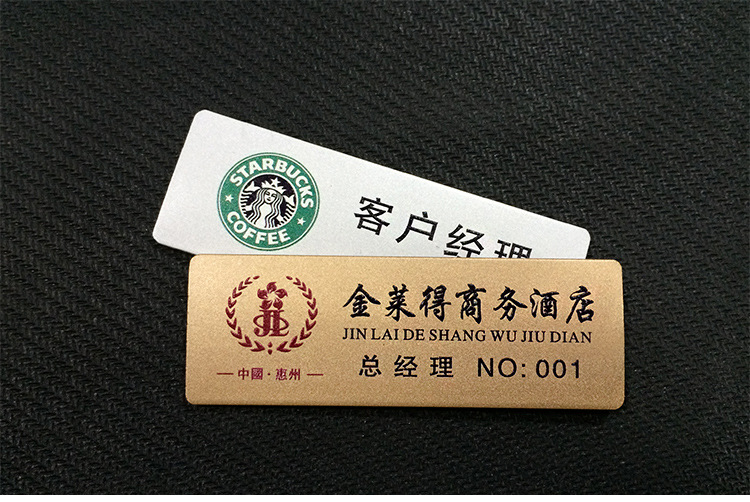 STARBUCKS
COFFEE
客户经理
金莱得商务酒店
JIN LAI DE SHANG WU JIU DIAN
中國·惠州
总经理 NO:001